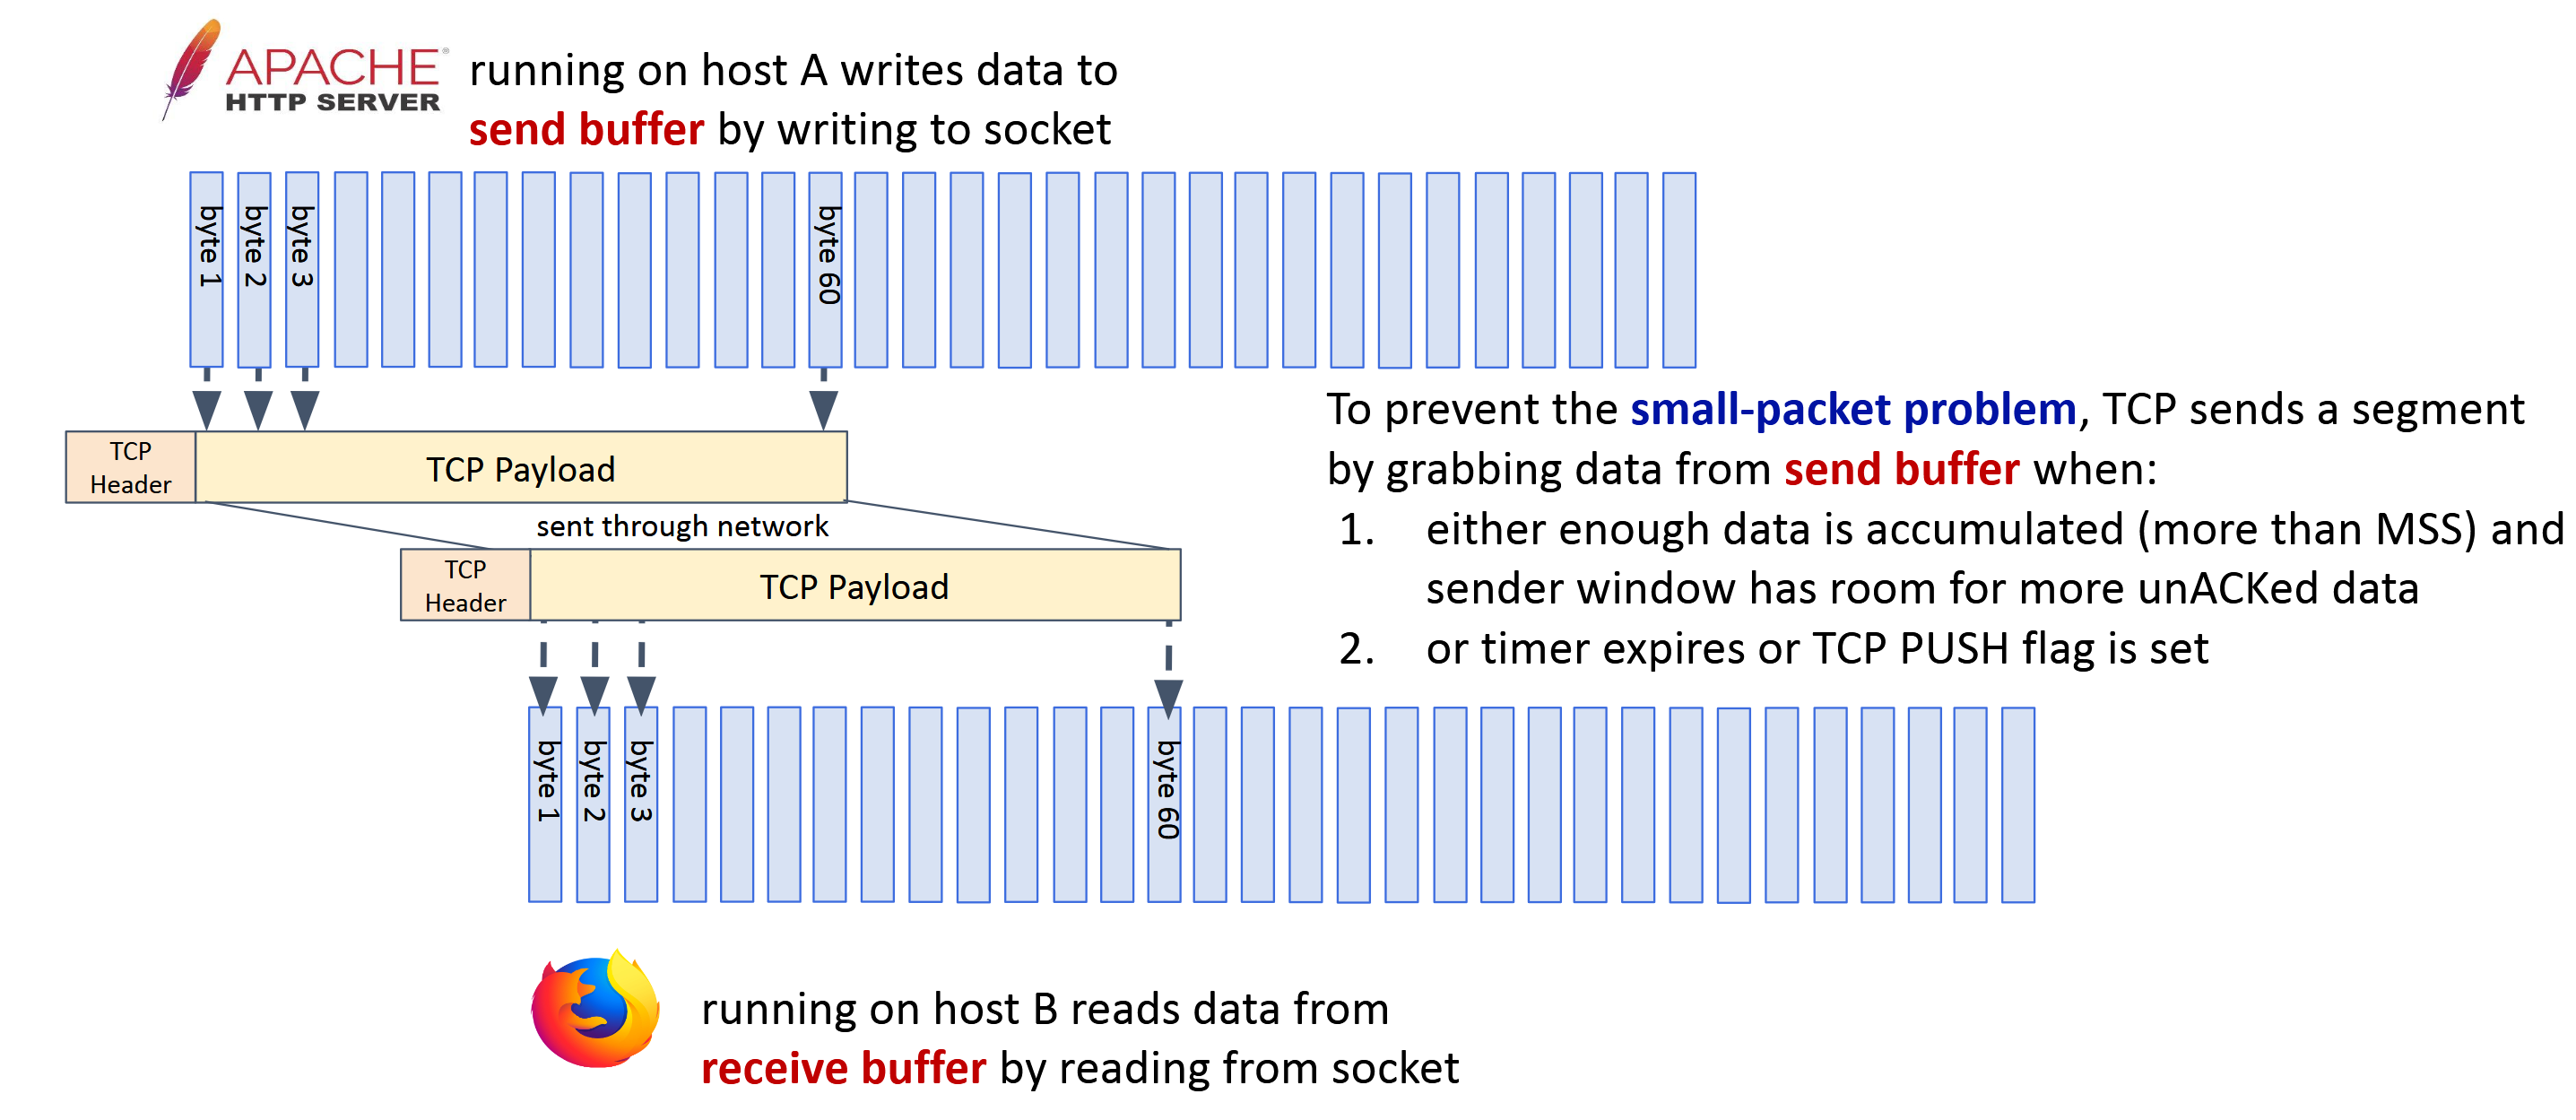 APACHE®
HTTP SERVER
running on host A writes data to
send buffer by writing to socket
byte 1
byte 2
byte 3
byte 60
TCP
Header
TCP Payload
sent through network
TCP
Header
TCP Payload
byte 1
byte 2
byte 3
byte 60
To prevent the small-packet problem, TCP sends a segment
by grabbing data from send buffer when:
1. either enough data is accumulated (more than MSS) and
sender window has room for more unACKed data
2. or timer expires or TCP PUSH flag is set
running on host B reads data from
receive buffer by reading from socket